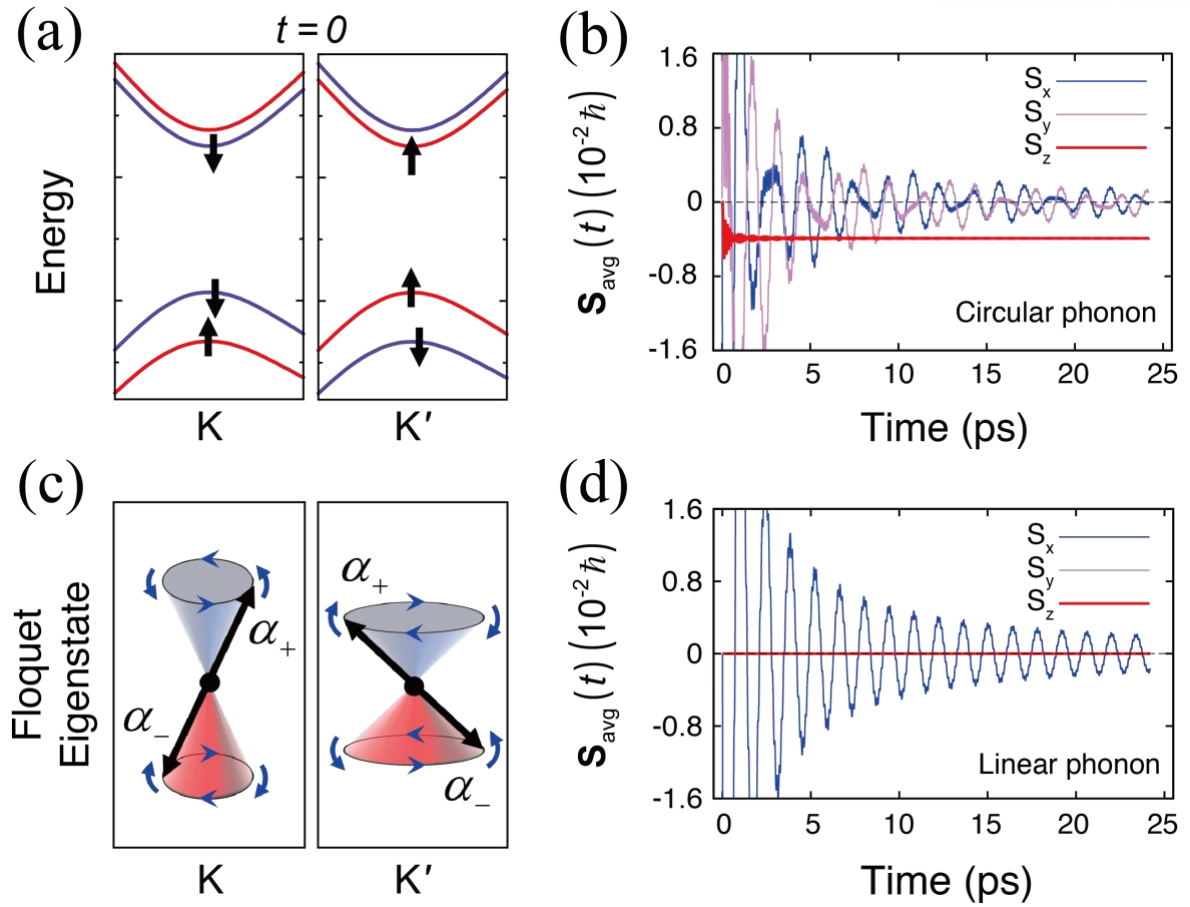 (a)
t = 0
Energy
K
K′
(b)
S_avg (t) (10⁻² ħ)
1.6
0.8
0
-0.8
-1.6
S_x
S_y
S_z
Circular phonon
0
5
10
15
20
25
Time (ps)
(c)
Floquet
Eigenstate
α₊
α₋
K
α₊
α₋
K′
(d)
S_avg (t) (10⁻² ħ)
1.6
0.8
0
-0.8
-1.6
S_x
S_y
S_z
Linear phonon
0
5
10
15
20
25
Time (ps)